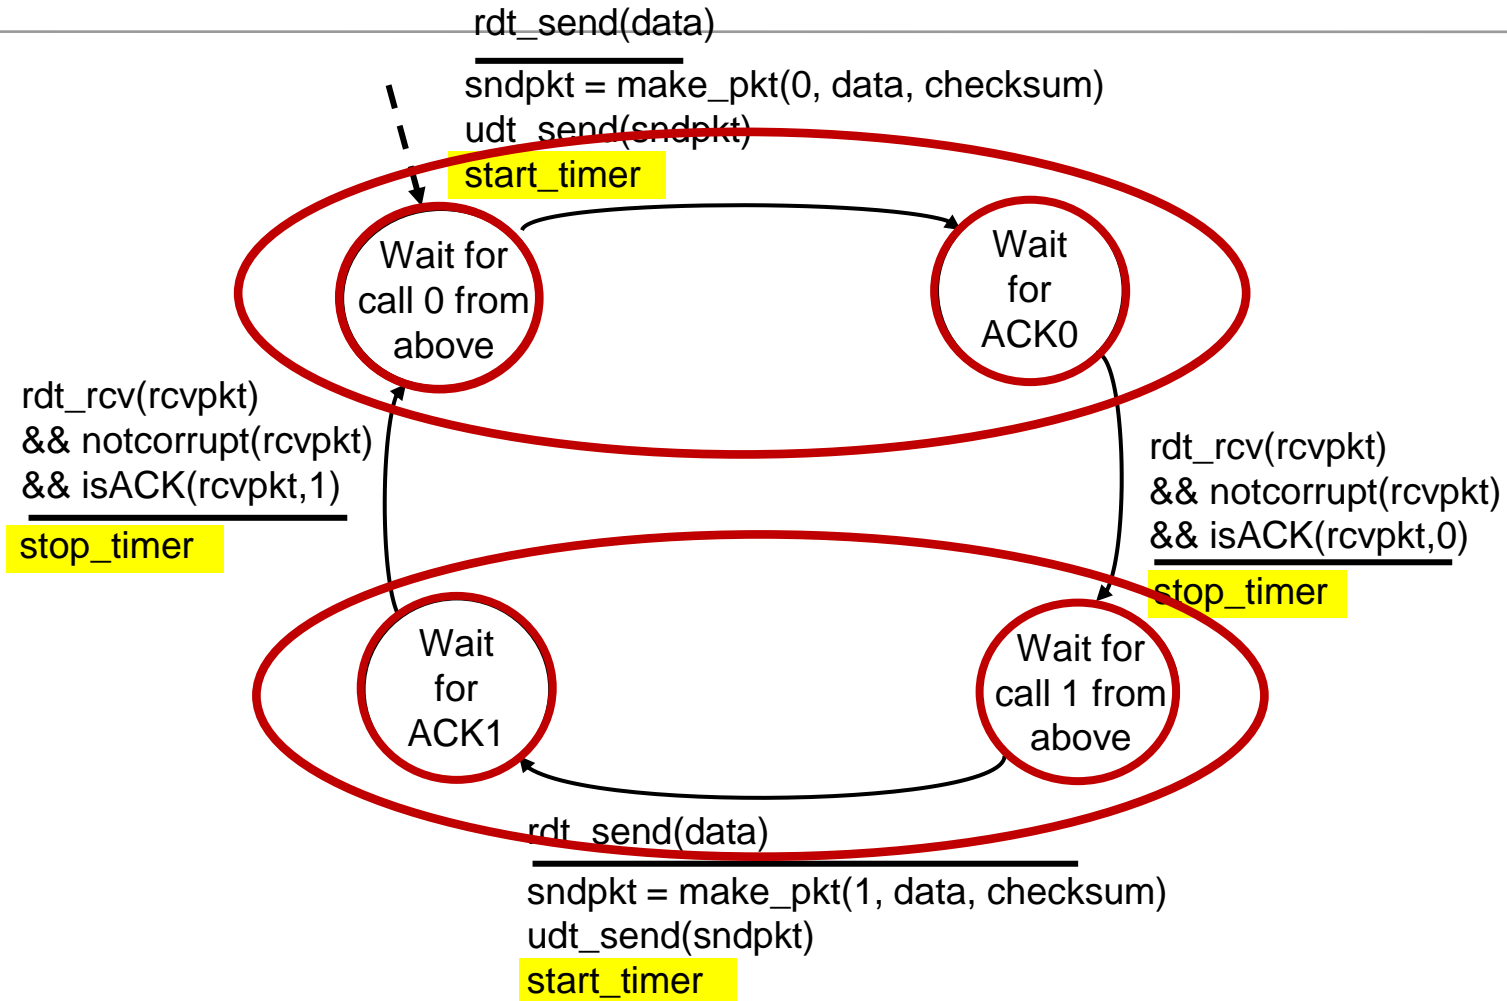 rdt_send(data)
sndpkt = make_pkt(0, data, checksum)
udt_send(sndpkt)
start_timer
Wait for
call 0 from
above
Wait
for
ACK0
rdt_rcv(rcvpkt)
&& notcorrupt(rcvpkt)
&& isACK(rcvpkt,1)
stop_timer
rdt_rcv(rcvpkt)
&& notcorrupt(rcvpkt)
&& isACK(rcvpkt,0)
stop_timer
Wait
for
ACK1
Wait for
call 1 from
above
rdt_send(data)
sndpkt = make_pkt(1, data, checksum)
udt_send(sndpkt)
start_timer